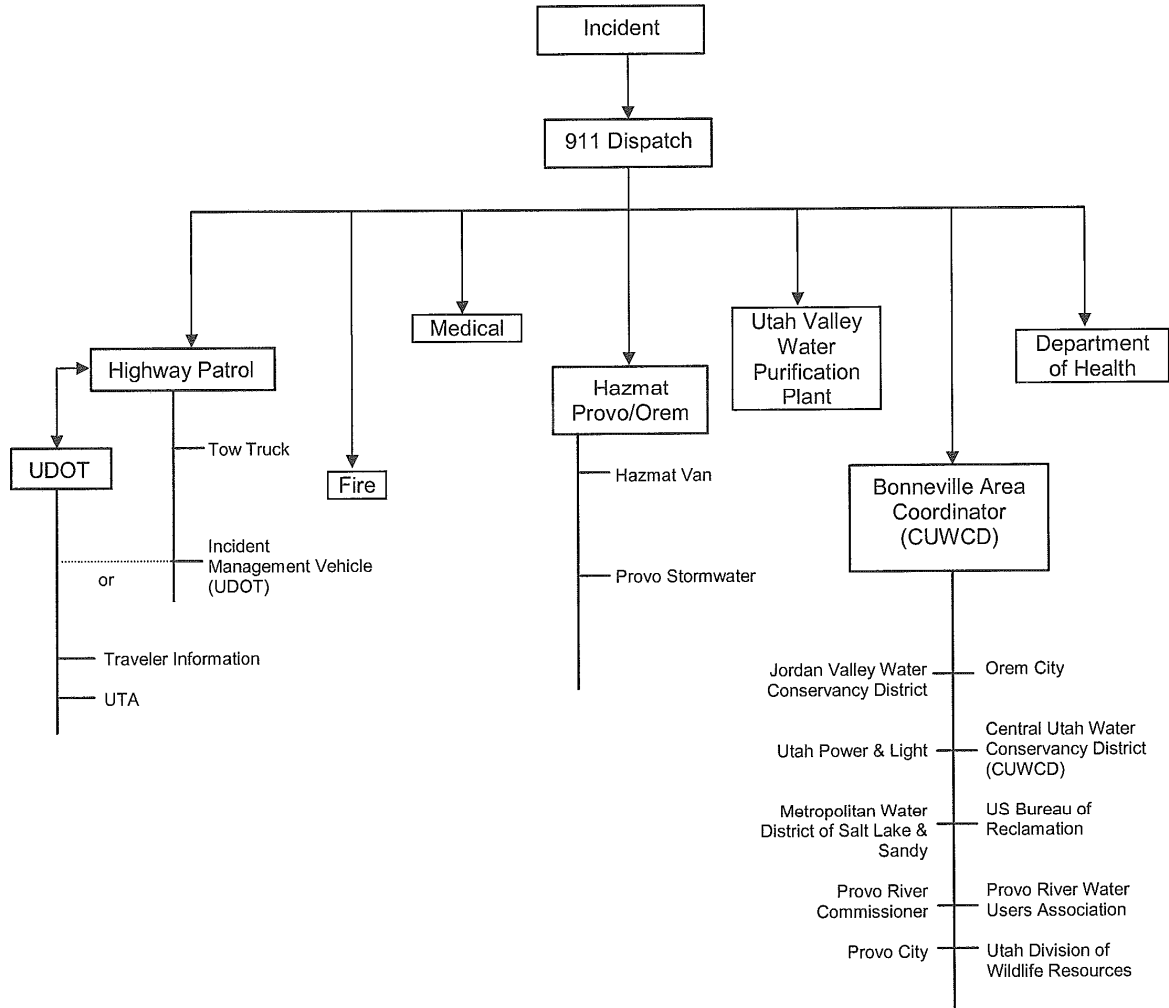 Incident
911 Dispatch
Highway Patrol
Medical
Hazmat
Provo/Orem
Utah Valley
Water
Purification
Plant
Department
of Health
UDOT
Tow Truck
Fire
Hazmat Van
Bonneville Area
Coordinator
(CUWCD)
or
Incident
Management Vehicle
(UDOT)
Provo Stormwater
Traveler Information
UTA
Jordan Valley Water
Conservancy District
Orem City
Utah Power & Light
Central Utah Water
Conservancy District
(CUWCD)
Metropolitan Water
District of Salt Lake &
Sandy
US Bureau of
Reclamation
Provo River
Commissioner
Provo River Water
Users Association
Provo City
Utah Division of
Wildlife Resources